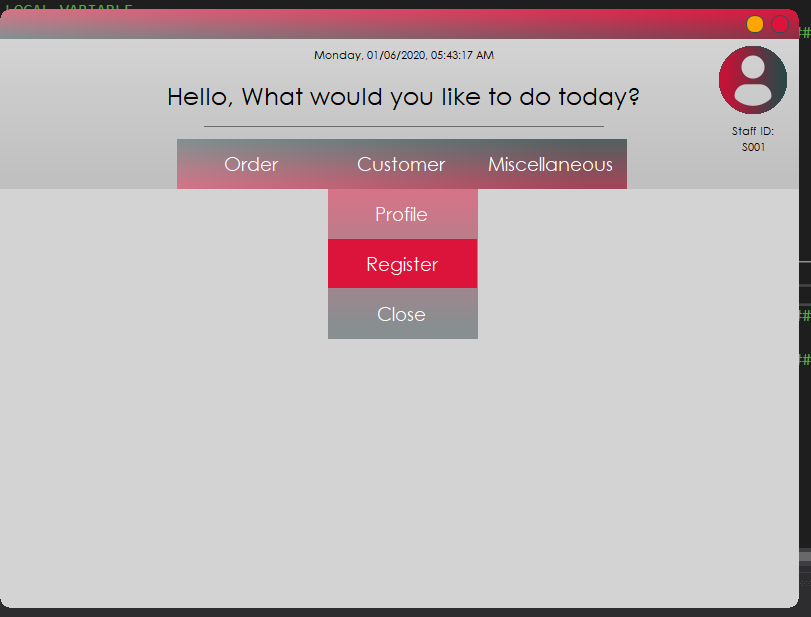 LOCAL VARIABLE
Monday, 01/06/2020, 05:43:17 AM
Hello, What would you like to do today?
Staff ID:
S001
Order Customer Miscellaneous
Profile
Register
Close
##
##
##